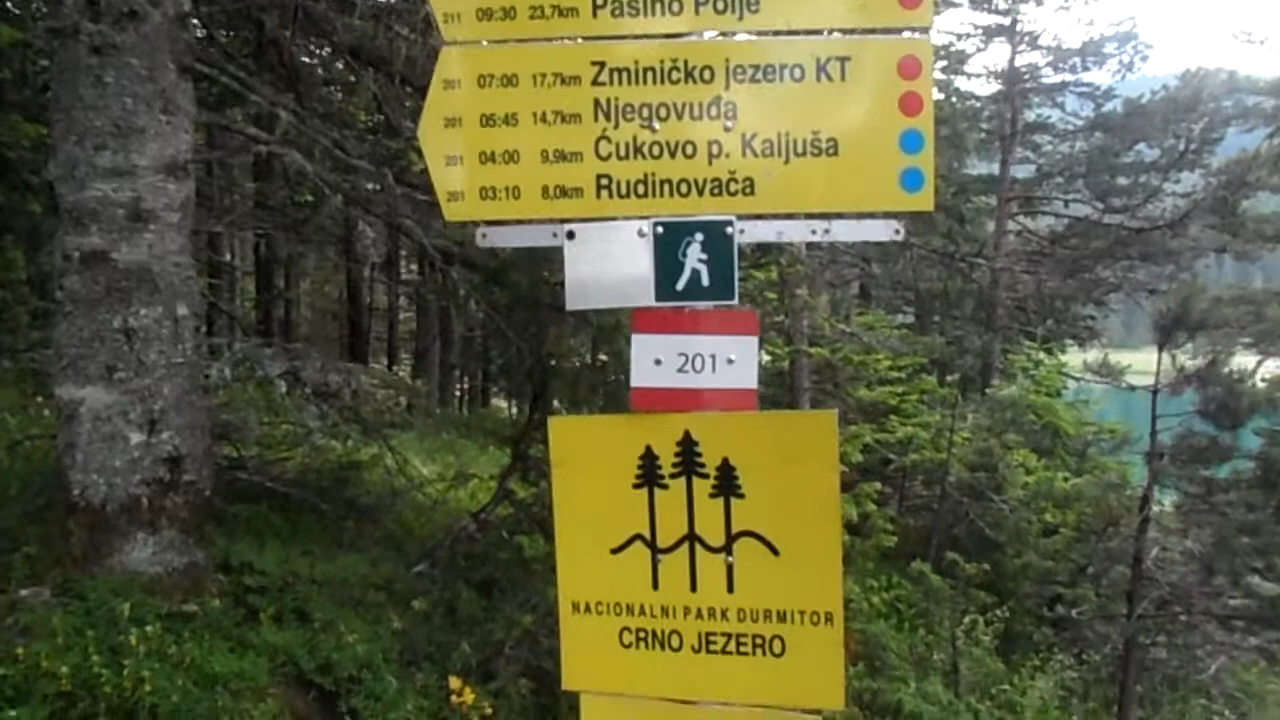 211 09:30 23,7km Pašino Polje
201 07:00 17,7km Zminičko jezero KT
201 05:45 14,7km Njegovuđa
201 04:00 9,9km Ćukovo p. Kaljuša
201 03:10 8,0km Rudinovača
201
NACIONALNI PARK DURMITOR
CRNO JEZERO